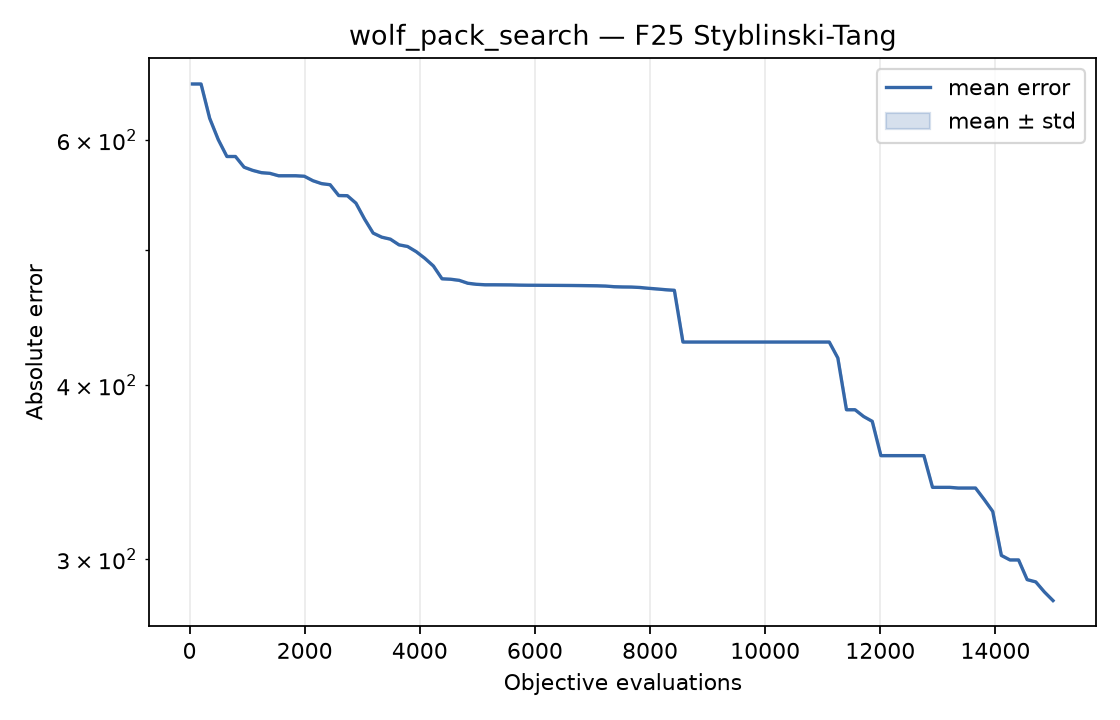 wolf_pack_search — F25 Styblinski-Tang
mean error
mean ± std
6 × 10²
4 × 10²
3 × 10²
Absolute error
0 2000 4000 6000 8000 10000 12000 14000
Objective evaluations